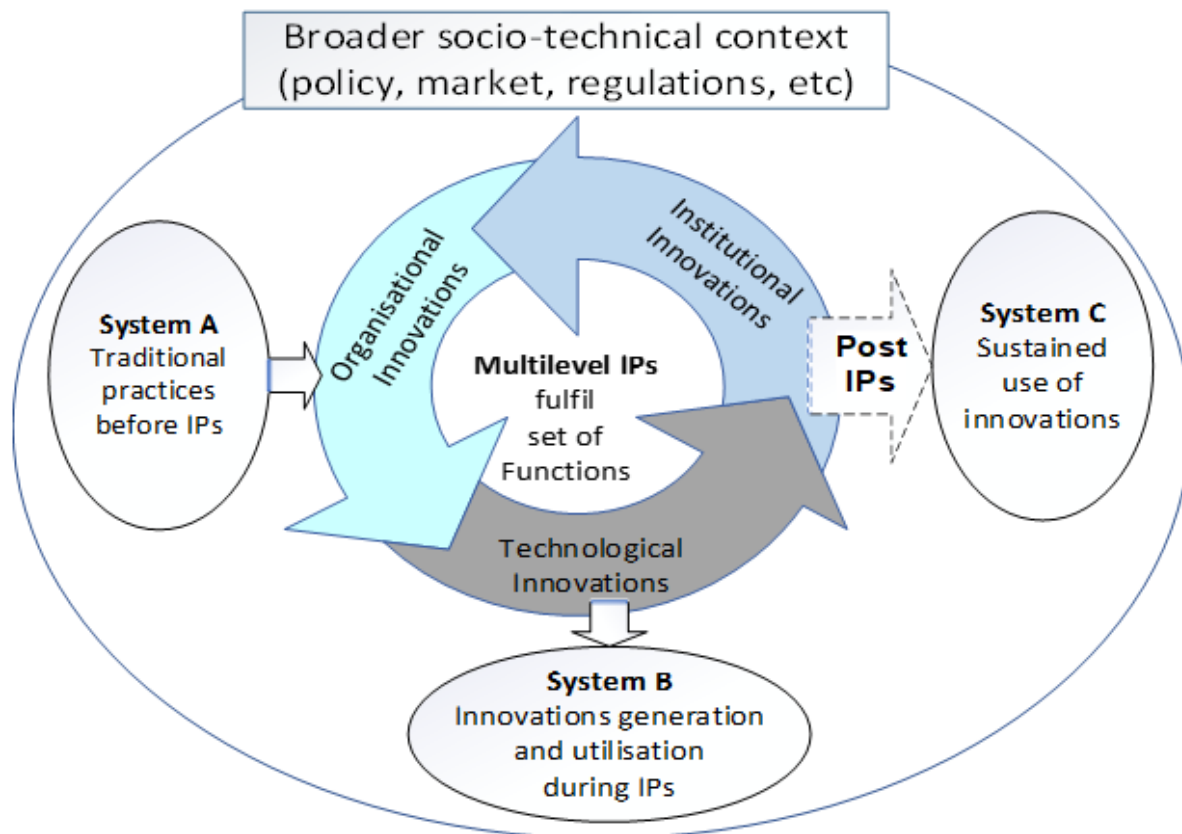 Broader socio-technical context
(policy, market, regulations, etc)
Organisational
Innovations
Institutional
Innovations
System A
Traditional
practices
before IPs
Multilevel IPs
fulfil
set of
Functions
Post
IPs
System C
Sustained
use of
innovations
Technological
Innovations
System B
Innovations generation
and utilisation
during IPs